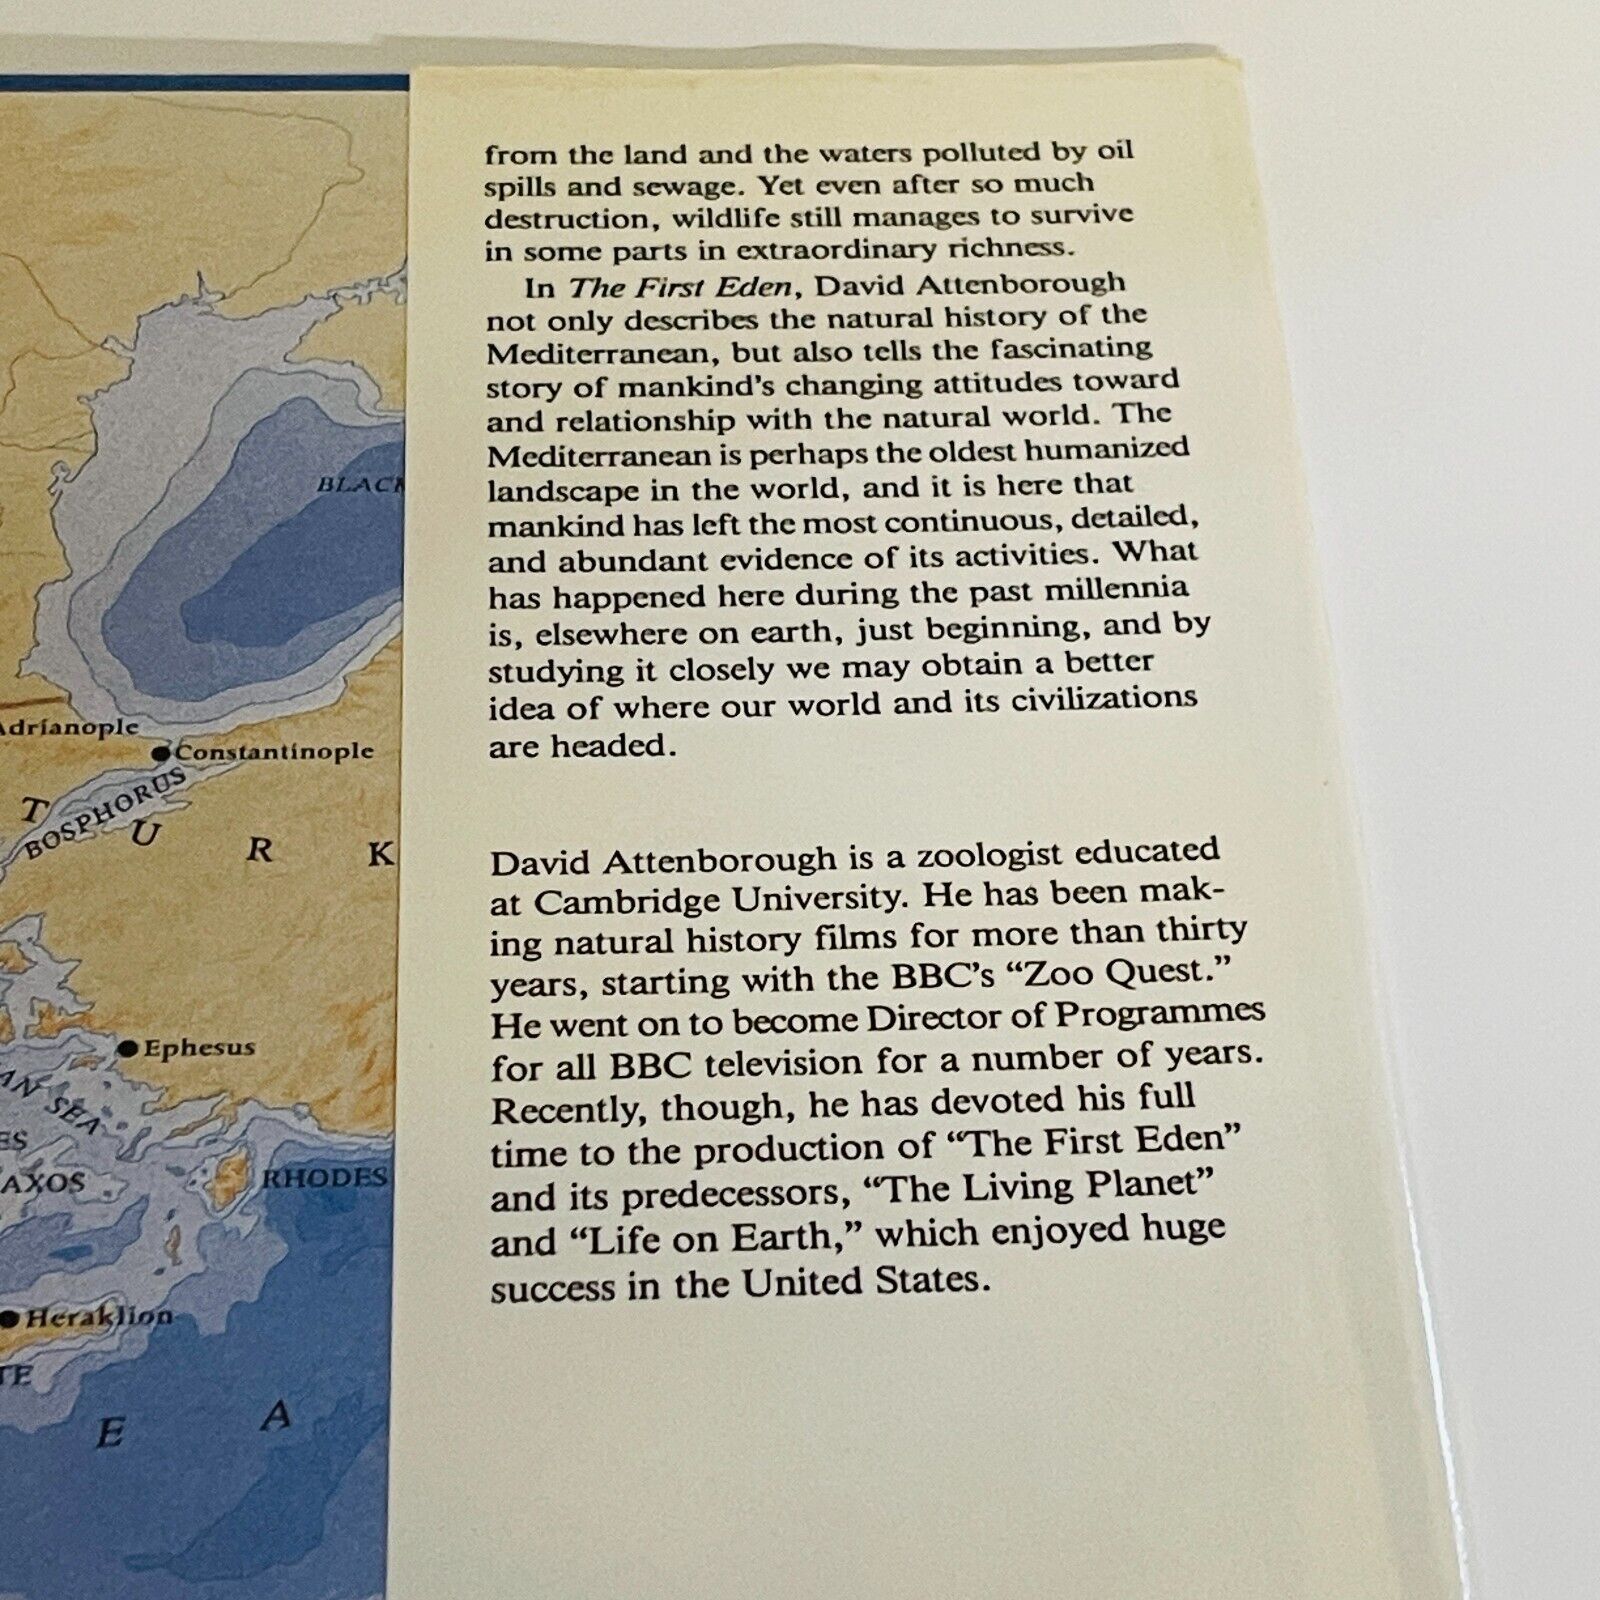 from the land and the waters polluted by oil
spills and sewage. Yet even after so much
destruction, wildlife still manages to survive
in some parts in extraordinary richness.
In The First Eden, David Attenborough
not only describes the natural history of the
Mediterranean, but also tells the fascinating
story of mankind's changing attitudes toward
and relationship with the natural world. The
Mediterranean is perhaps the oldest humanized
landscape in the world, and it is here that
mankind has left the most continuous, detailed,
and abundant evidence of its activities. What
has happened here during the past millennia
is, elsewhere on earth, just beginning, and by
studying it closely we may obtain a better
idea of where our world and its civilizations
are headed.
David Attenborough is a zoologist educated
at Cambridge University. He has been mak-
ing natural history films for more than thirty
years, starting with the BBC's “Zoo Quest.”
He went on to become Director of Programmes
for all BBC television for a number of years.
Recently, though, he has devoted his full
time to the production of “The First Eden”
and its predecessors, “The Living Planet”
and “Life on Earth,” which enjoyed huge
success in the United States.
BLACK
Adrianople
Constantinople
BOSPHORUS
T U R K
Ephesus
AN SEA
ES
AXOS
RHODES
Heraklion
TE
E A